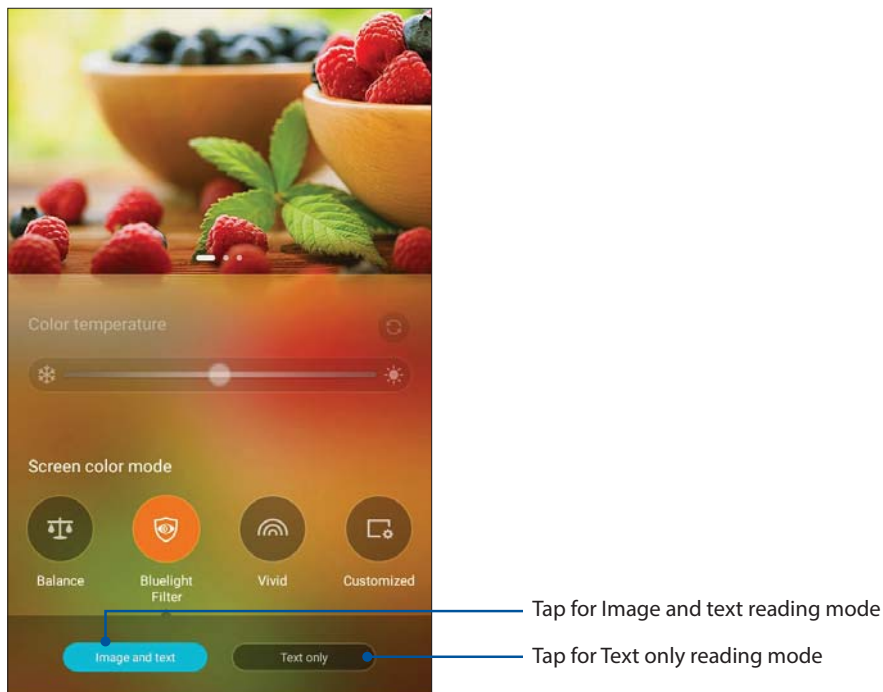 Color temperature
Screen color mode
Balance
Bluelight
Filter
Vivid
Customized
Tap for Image and text reading mode
Image and text
Text only
Tap for Text only reading mode